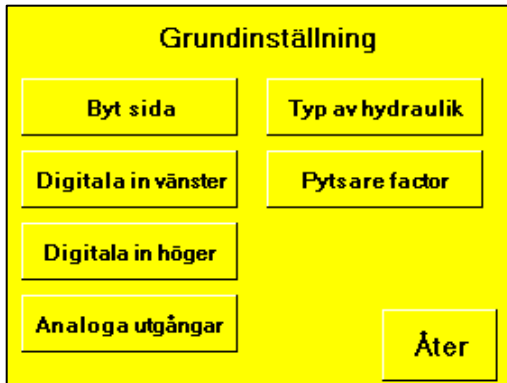 Grundinställning
Byt sida
Typ av hydraulik
Digitala in vänster
Pytsare factor
Digitala in höger
Analoga utgångar
Åter